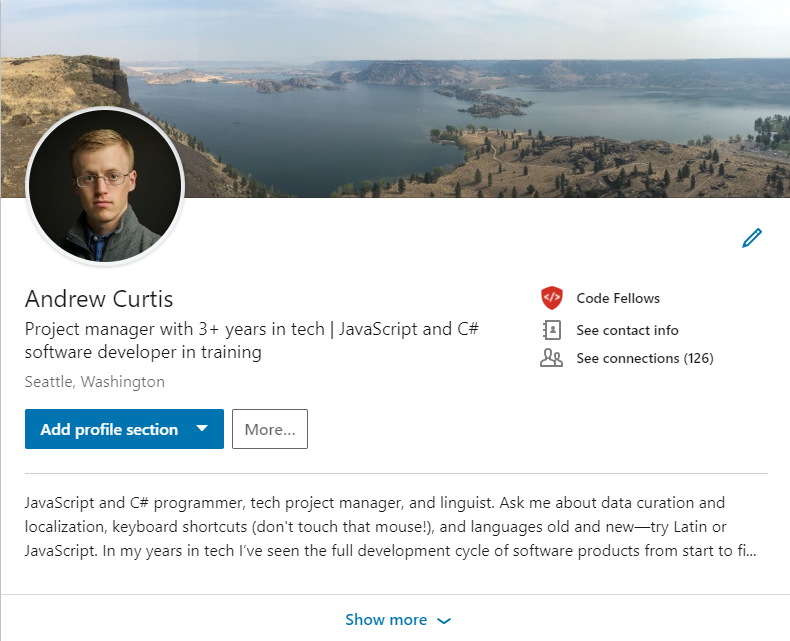 Andrew Curtis
Project manager with 3+ years in tech | JavaScript and C#
software developer in training
Seattle, Washington
</> Code Fellows
See contact info
See connections (126)
Add profile section
More...
JavaScript and C# programmer, tech project manager, and linguist. Ask me about data curation and
localization, keyboard shortcuts (don't touch that mouse!), and languages old and new—try Latin or
JavaScript. In my years in tech I’ve seen the full development cycle of software products from start to fi...
Show more